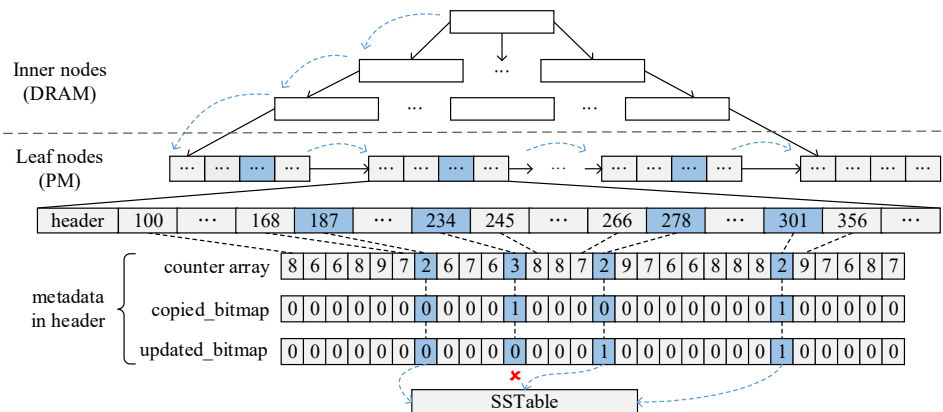 ...
Inner nodes
(DRAM)
...
... ...
Leaf nodes
(PM)
... ... ... ... ... ... ... ... ... ... ... ... ... ... ... ... ...
header 100 ... 168 187 ... 234 245 ... 266 278 ... 301 356 ...
metadata
in header
counter array 8 6 6 8 9 7 2 6 7 6 3 8 8 7 2 9 7 6 6 8 8 8 2 9 7 6 8 7
copied_bitmap 0 0 0 0 0 0 0 0 0 0 1 0 0 0 0 0 0 0 0 0 0 0 1 0 0 0 0 0
updated_bitmap 0 0 0 0 0 0 0 0 0 0 0 0 0 0 1 0 0 0 0 0 0 0 1 0 0 0 0 0
SSTable